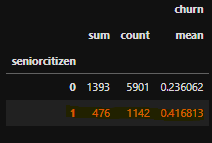 churn
sum count mean
seniorcitizen
0 1393 5901 0.236062
1 476 1142 0.416813